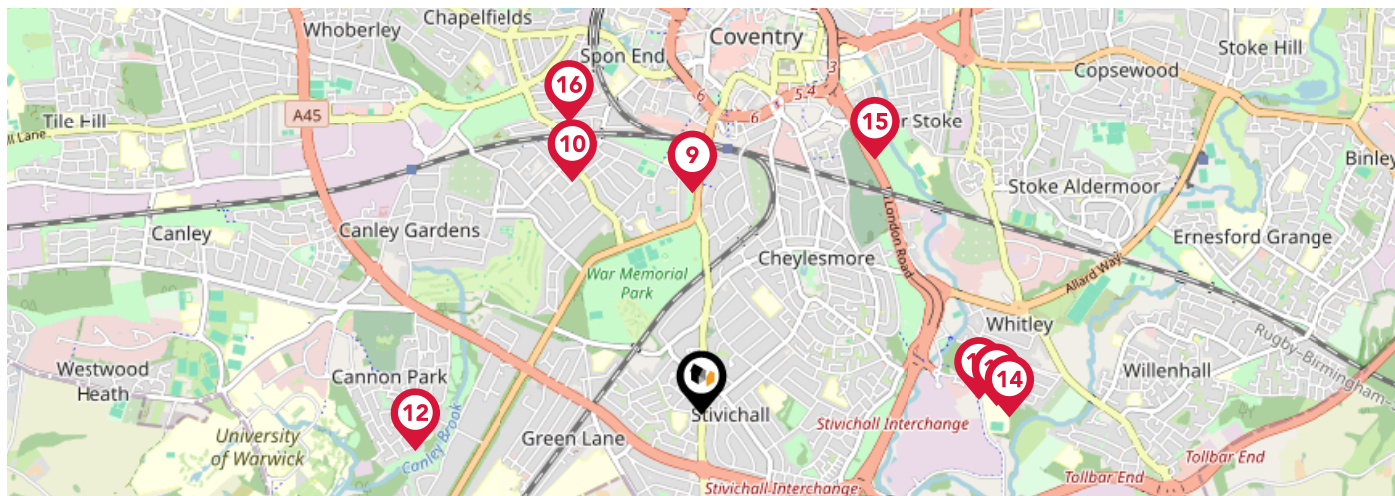 Chapelfields
Whoberley
Coventry
Stoke Hill
Spon End
3
Copsewood
16
5
4
6
A45
6
Tile Hill
15
r Stoke
ll Lane
10
9
Binley
Stoke Aldermoor
Canley
Canley Gardens
London Road
Ernesford Grange
War Memorial
Park
Cheylesmore
Allard Way
Whitley
Rugby-Birmingham
Westwood
Heath
Cannon Park
14
Willenhall
12
Stivichall
Stivichall Interchange
University
of Warwick
Canley Brook
Green Lane
Tollbar End
Tollbar End
Stivichall Interchange